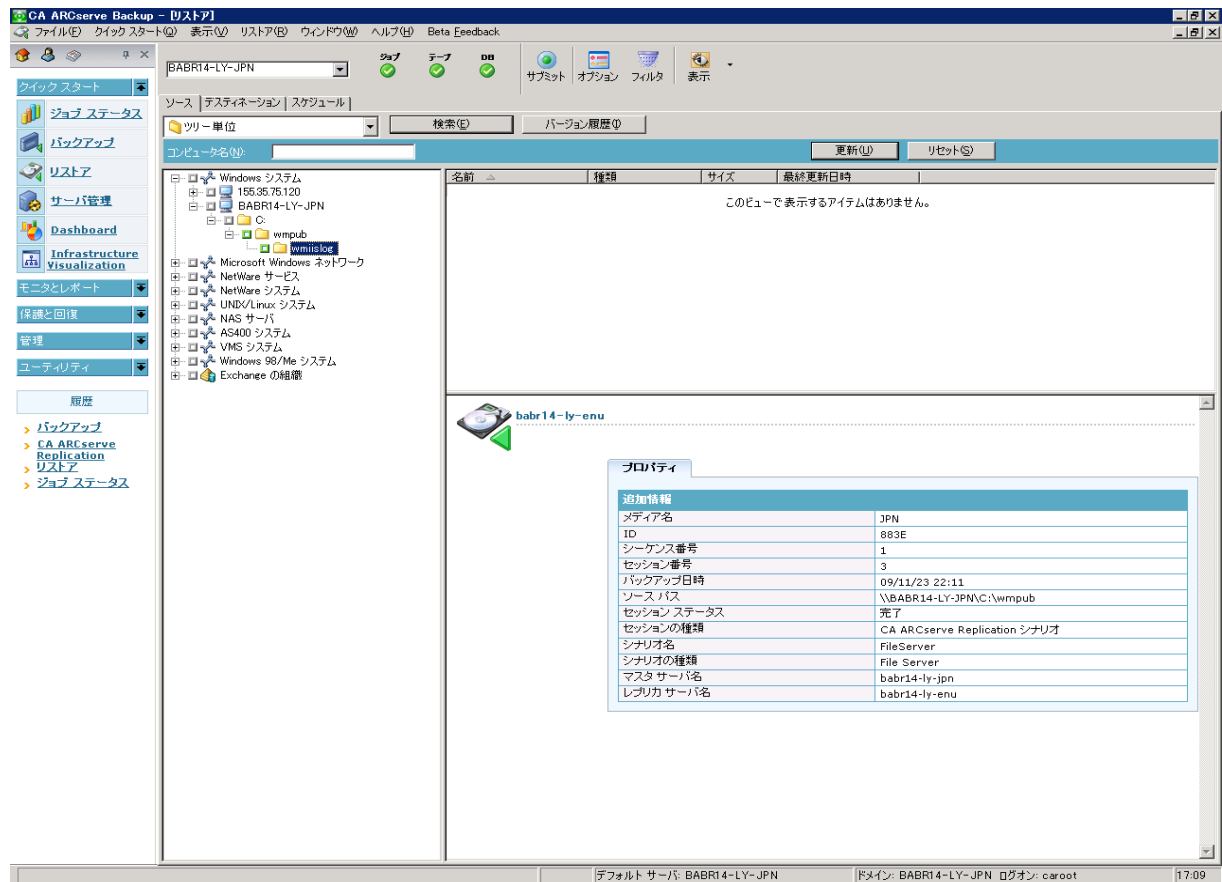 CA ARCserve Backup - [リストア]
ファイル(F) クイック スタート(Q) 表示(V) リストア(R) ウィンドウ(W) ヘルプ(H) Beta Feedback
BABR14-LY-JPN
ジョブ テープ DB
サブミット オプション フィルタ 表示
クイック スタート
ジョブ ステータス
バックアップ
リストア
サーバ管理
Dashboard
Infrastructure
Visualization
モニタとレポート
保護と回復
管理
ユーティリティ
履歴
バックアップ
CA ARCserve
Replication
リストア
ジョブ ステータス
ソース デスティネーション スケジュール
ツリー単位 検索(E) バージョン履歴(I)
コンピュータ名(N): 更新(U) リセット(S)
Windows システム
155.35.75.120
BABR14-LY-JPN
C:
wmpub
wmiislog
Microsoft Windows ネットワーク
NetWare サービス
NetWare システム
UNIX/Linux システム
NAS サーバ
AS400 システム
VMS システム
Windows 98/Me システム
Exchange の組織
名前 種類 サイズ 最終更新日時
このビューで表示するアイテムはありません。
babr14-ly-enu
プロパティ
追加情報
メディア名 JPN
ID 883E
シーケンス番号 1
セッション番号 3
バックアップ日時 09/11/23 22:11
ソース パス \\BABR14-LY-JPN\C:\wmpub
セッション ステータス 完了
セッションの種類 CA ARCserve Replication シナリオ
シナリオ名 FileServer
シナリオの種類 File Server
マスタ サーバ名 babr14-ly-jpn
レプリカ サーバ名 babr14-ly-enu
デフォルト サーバ: BABR14-LY-JPN ドメイン: BABR14-LY-JPN ログオン: caroot 17:09